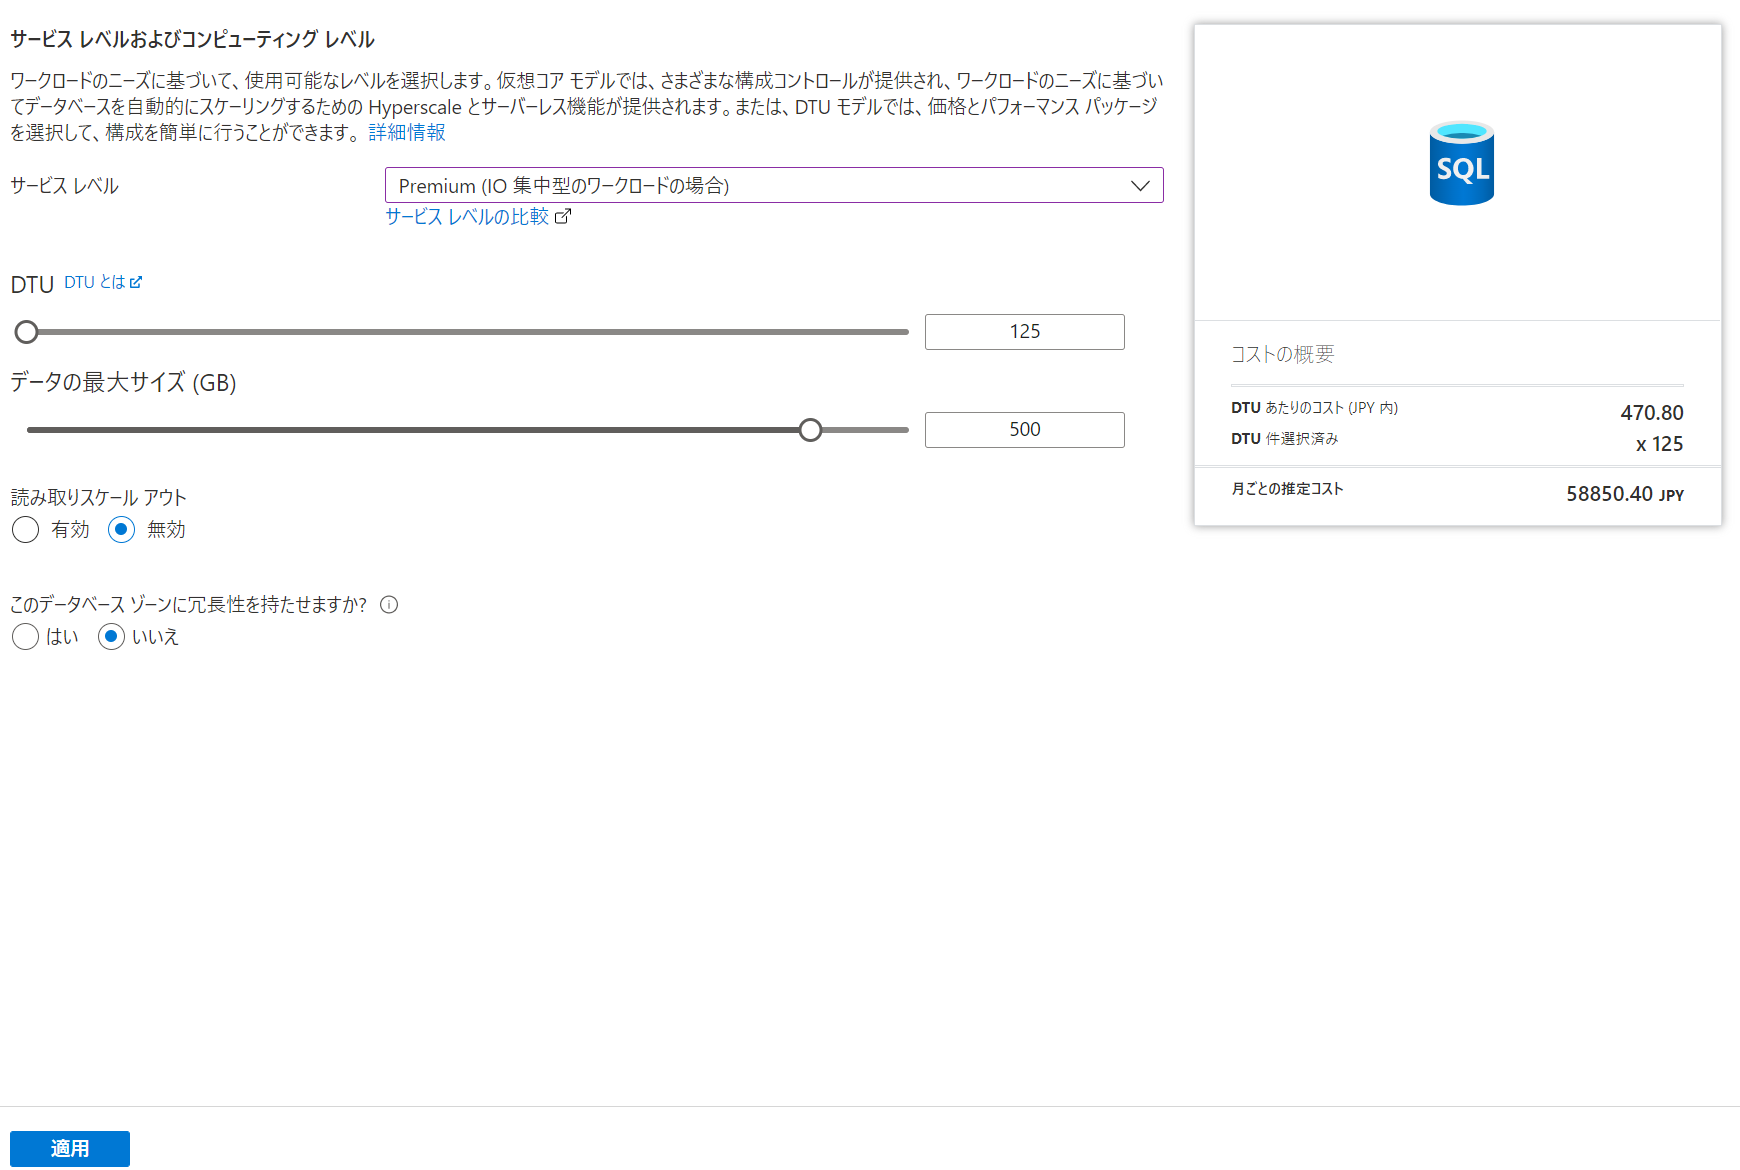 サービス レベルおよびコンピューティング レベル
ワークロードのニーズに基づいて、使用可能なレベルを選択します。仮想コア モデルでは、さまざまな構成コントロールが提供され、ワークロードのニーズに基づい
てデータベースを自動的にスケーリングするための Hyperscale とサーバーレス機能が提供されます。または、DTU モデルでは、価格とパフォーマンス パッケージ
を選択して、構成を簡単に行うことができます。 詳細情報
サービス レベル
Premium (IO 集中型のワークロードの場合)
サービス レベルの比較
DTU DTU とは
125
データの最大サイズ (GB)
500
読み取りスケール アウト
有効 無効
このデータベース ゾーンに冗長性を持たせますか?
はい いいえ
SQL
コストの概要
DTU あたりのコスト (JPY 内) 470.80
DTU 件選択済み x 125
月ごとの推定コスト 58850.40 JPY
適用